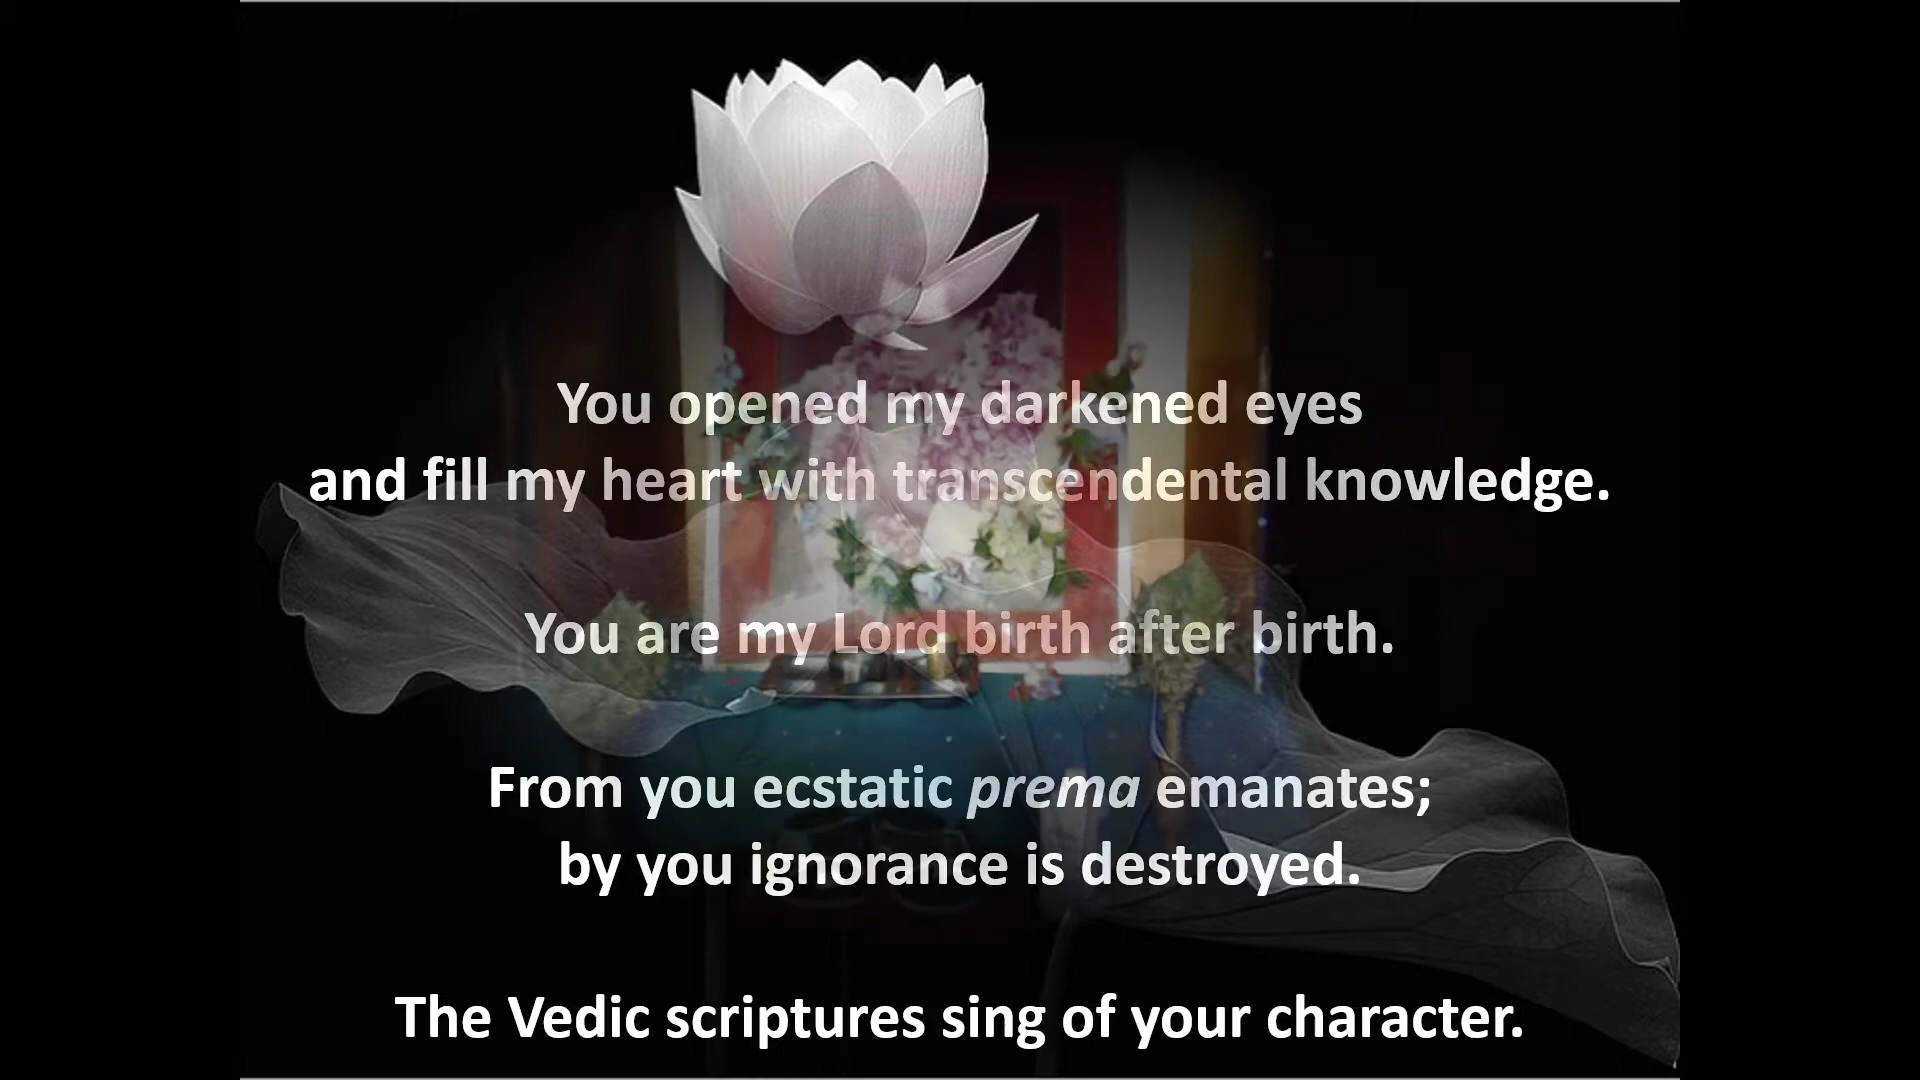 You opened my darkened eyes
and fill my heart with transcendental knowledge.
You are my Lord birth after birth.
From you ecstatic prema emanates;
by you ignorance is destroyed.
The Vedic scriptures sing of your character.